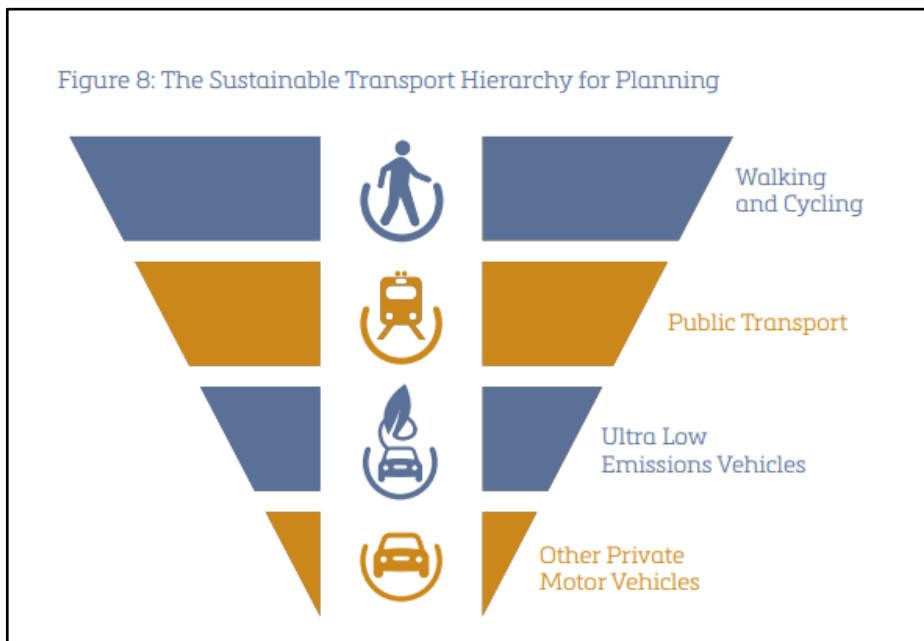 Figure 8: The Sustainable Transport Hierarchy for Planning
Walking
and Cycling
Public Transport
Ultra Low
Emissions Vehicles
Other Private
Motor Vehicles